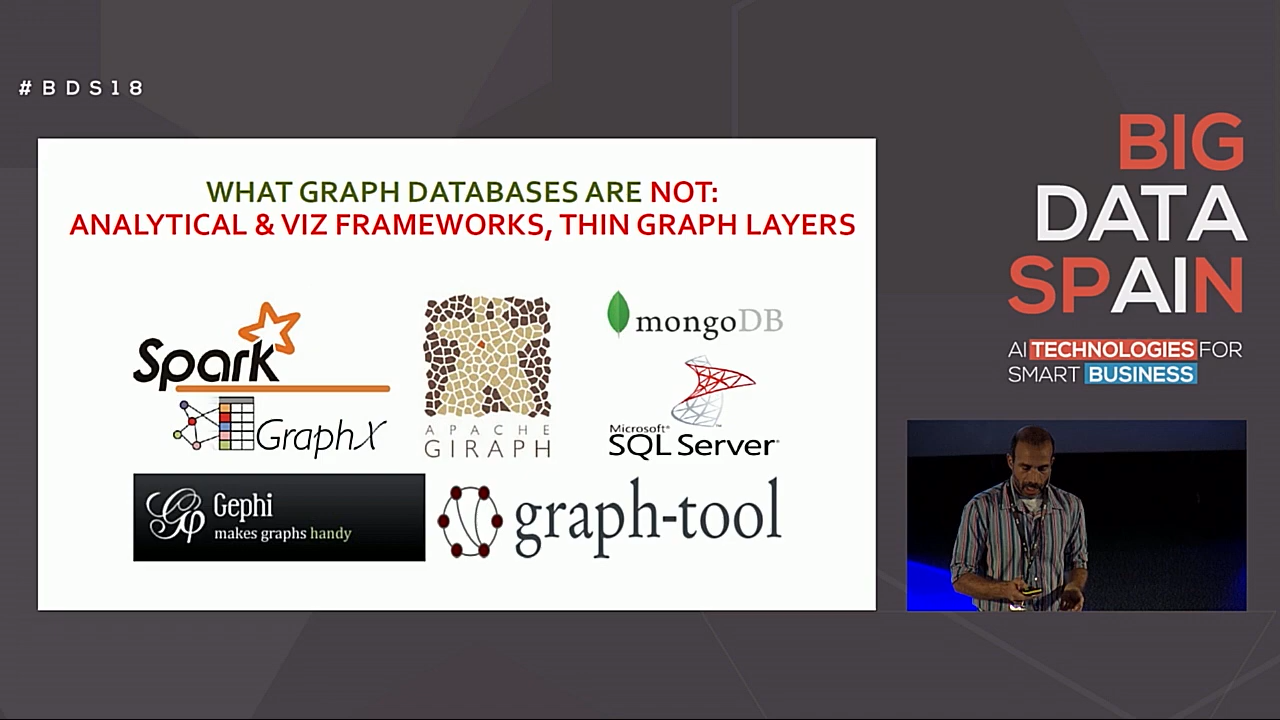 #BDS18
WHAT GRAPH DATABASES ARE NOT:
ANALYTICAL & VIZ FRAMEWORKS, THIN GRAPH LAYERS
Spark
GraphX
APACHE
GIRAPH
mongoDB
Microsoft®
SQL Server®
Gephi
makes graphs handy
graph-tool
BIG
DATA
SPAIN
AI TECHNOLOGIES FOR
SMART BUSINESS